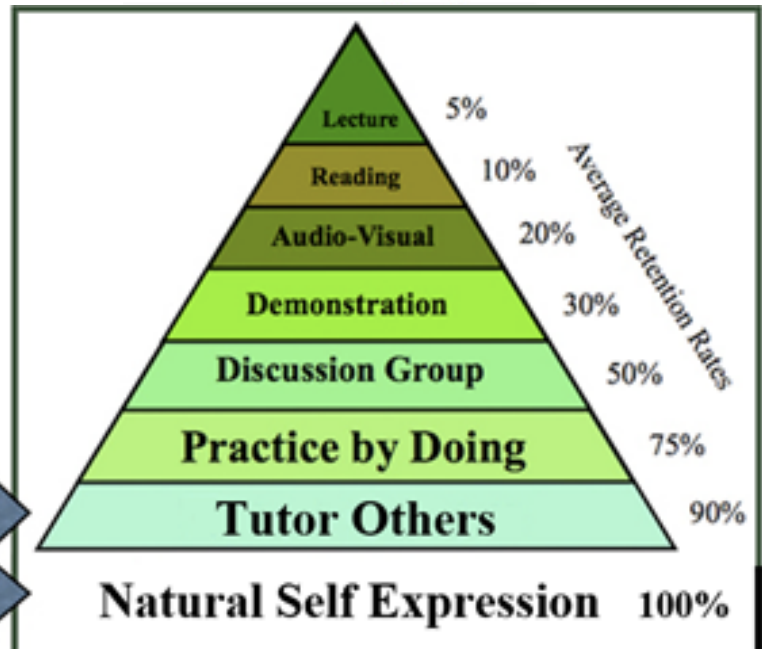 Lecture 5%
Reading 10%
Audio-Visual 20%
Demonstration 30%
Discussion Group 50%
Practice by Doing 75%
Tutor Others 90%
Natural Self Expression 100%
Average Retention Rates